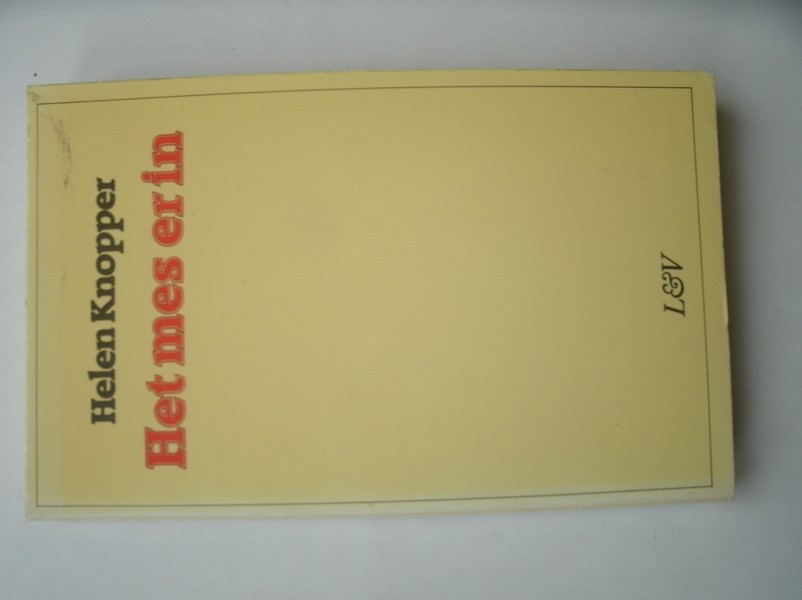 Helen Knopper
Het mes er in
L&V